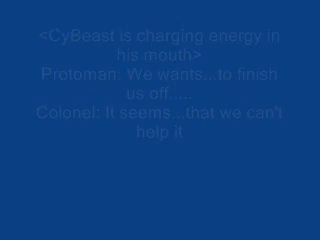 <CyBeast is charging energy in
his mouth>
Protoman: We wants...to finish
us off.....
Colonel: It seems...that we can't
help it